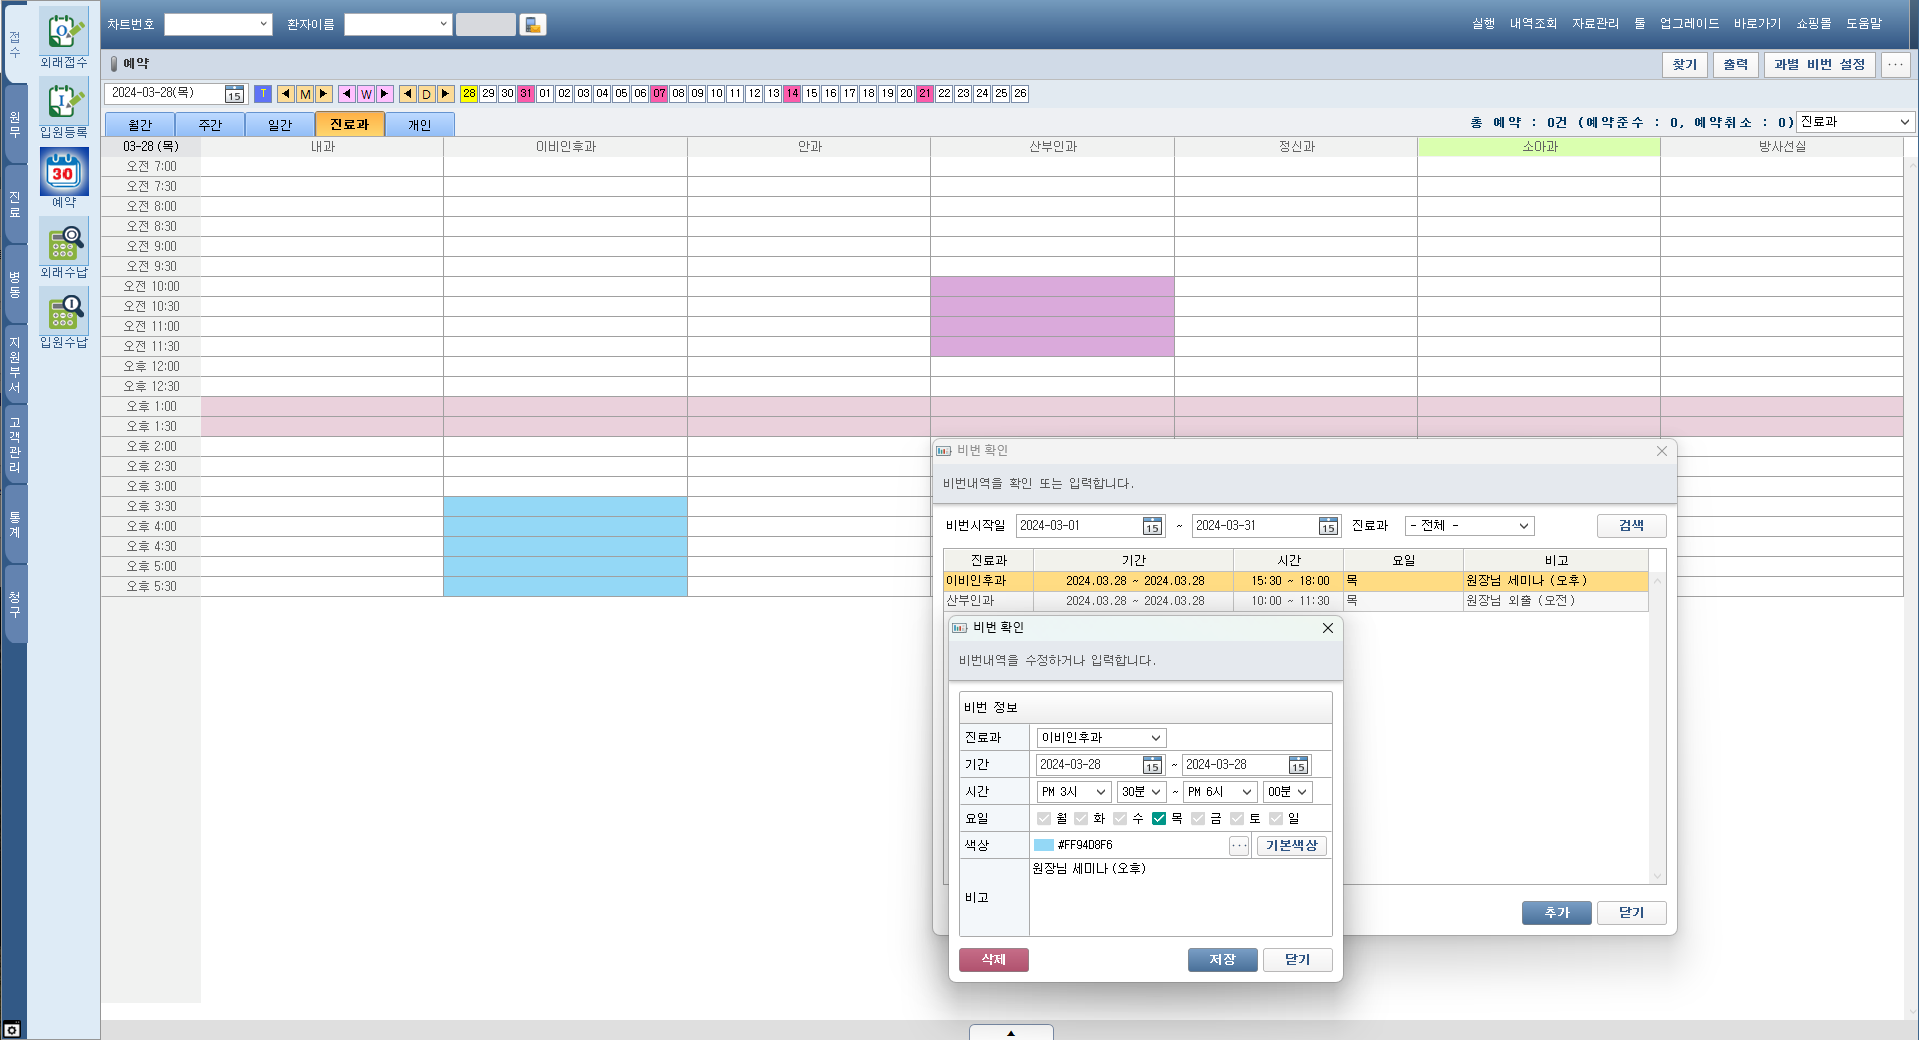 차트번호
환자이름
실행 내역조회 자료관리 툴 업그레이드 바로가기 쇼핑몰 도움말
접수
원무
진료
병동
지원부서
고객관리
통계
청구
외래접수
입원등록
30
예약
외래수납
입원수납
예약
찾기 출력 과별 비번 설정 ...
2024-03-28(목) 15 T ◀ M ▶ ◀ W ▶ ◀ D ▶ 28 29 30 31 01 02 03 04 05 06 07 08 09 10 11 12 13 14 15 16 17 18 19 20 21 22 23 24 25 26
월간 주간 일간 진료과 개인
총 예약 : 0건 (예약준수 : 0, 예약취소 : 0) 진료과
03-28 (목) 내과 이비인후과 안과 산부인과 정신과 소아과 방사선실
오전 7:00
오전 7:30
오전 8:00
오전 8:30
오전 9:00
오전 9:30
오전 10:00
오전 10:30
오전 11:00
오전 11:30
오후 12:00
오후 12:30
오후 1:00
오후 1:30
오후 2:00
오후 2:30
오후 3:00
오후 3:30
오후 4:00
오후 4:30
오후 5:00
오후 5:30
비번 확인
비번내역을 확인 또는 입력합니다.
비번시작일 2024-03-01 15 ~ 2024-03-31 15 진료과 - 전체 - 검색
진료과 기간 시간 요일 비고
이비인후과 2024.03.28 ~ 2024.03.28 15:30 ~ 18:00 목 원장님 세미나 (오후)
산부인과 2024.03.28 ~ 2024.03.28 10:00 ~ 11:30 목 원장님 외출 (오전)
추가 닫기
비번 확인
비번내역을 수정하거나 입력합니다.
비번 정보
진료과 이비인후과
기간 2024-03-28 15 ~ 2024-03-28 15
시간 PM 3시 30분 ~ PM 6시 00분
요일 월 화 수 목 금 토 일
색상 #FF94D8F6 ... 기본색상
비고 원장님 세미나 (오후)
삭제 저장 닫기